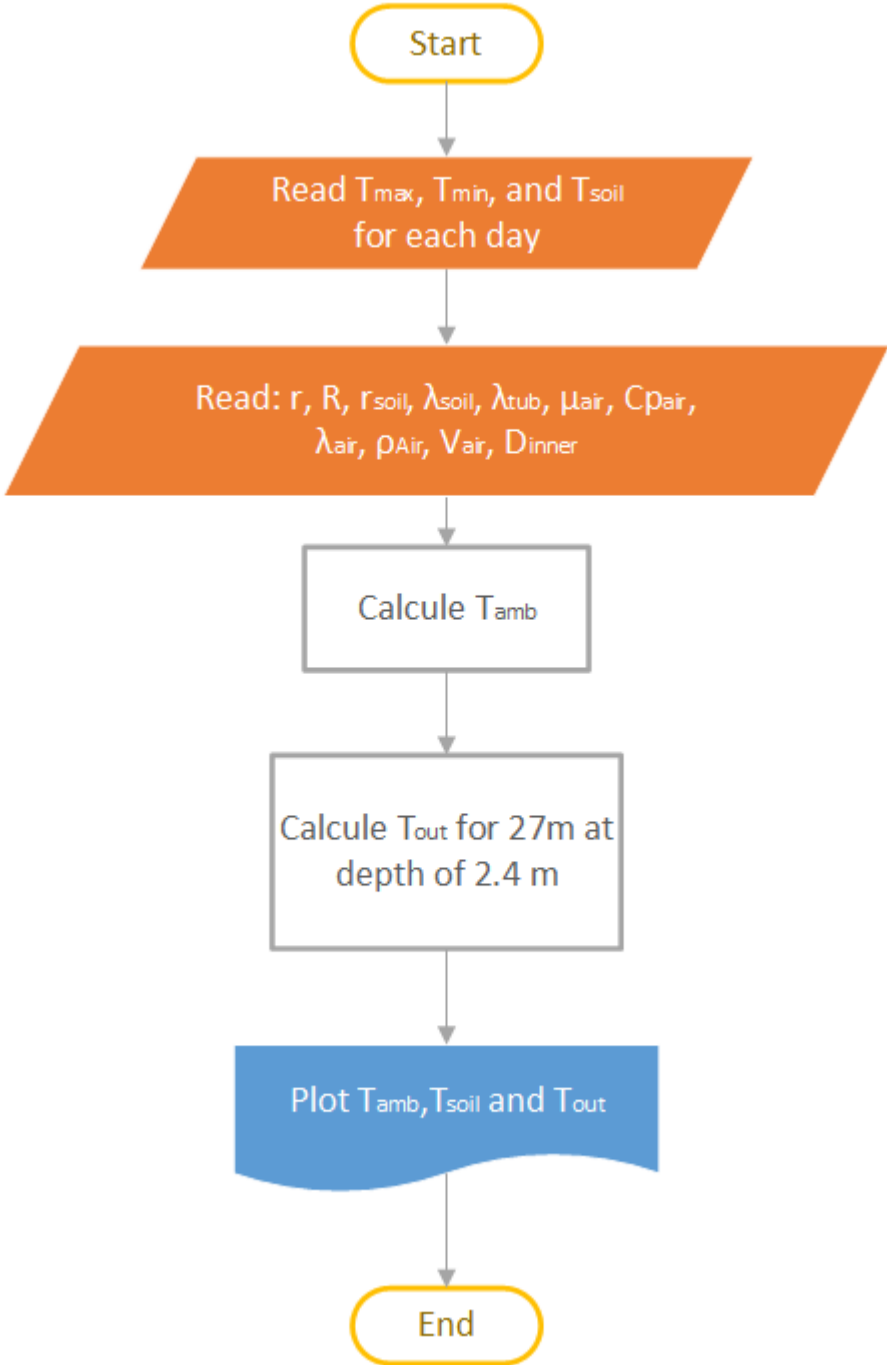 Start
Read Tmax, Tmin, and Tsoil
for each day
Read: r, R, rsoil, λsoil, λtub, μair, Cpair,
λair, ρAir, Vair, Dinner
Calcule Tamb
Calcule Tout for 27m at
depth of 2.4 m
Plot Tamb,Tsoil and Tout
End